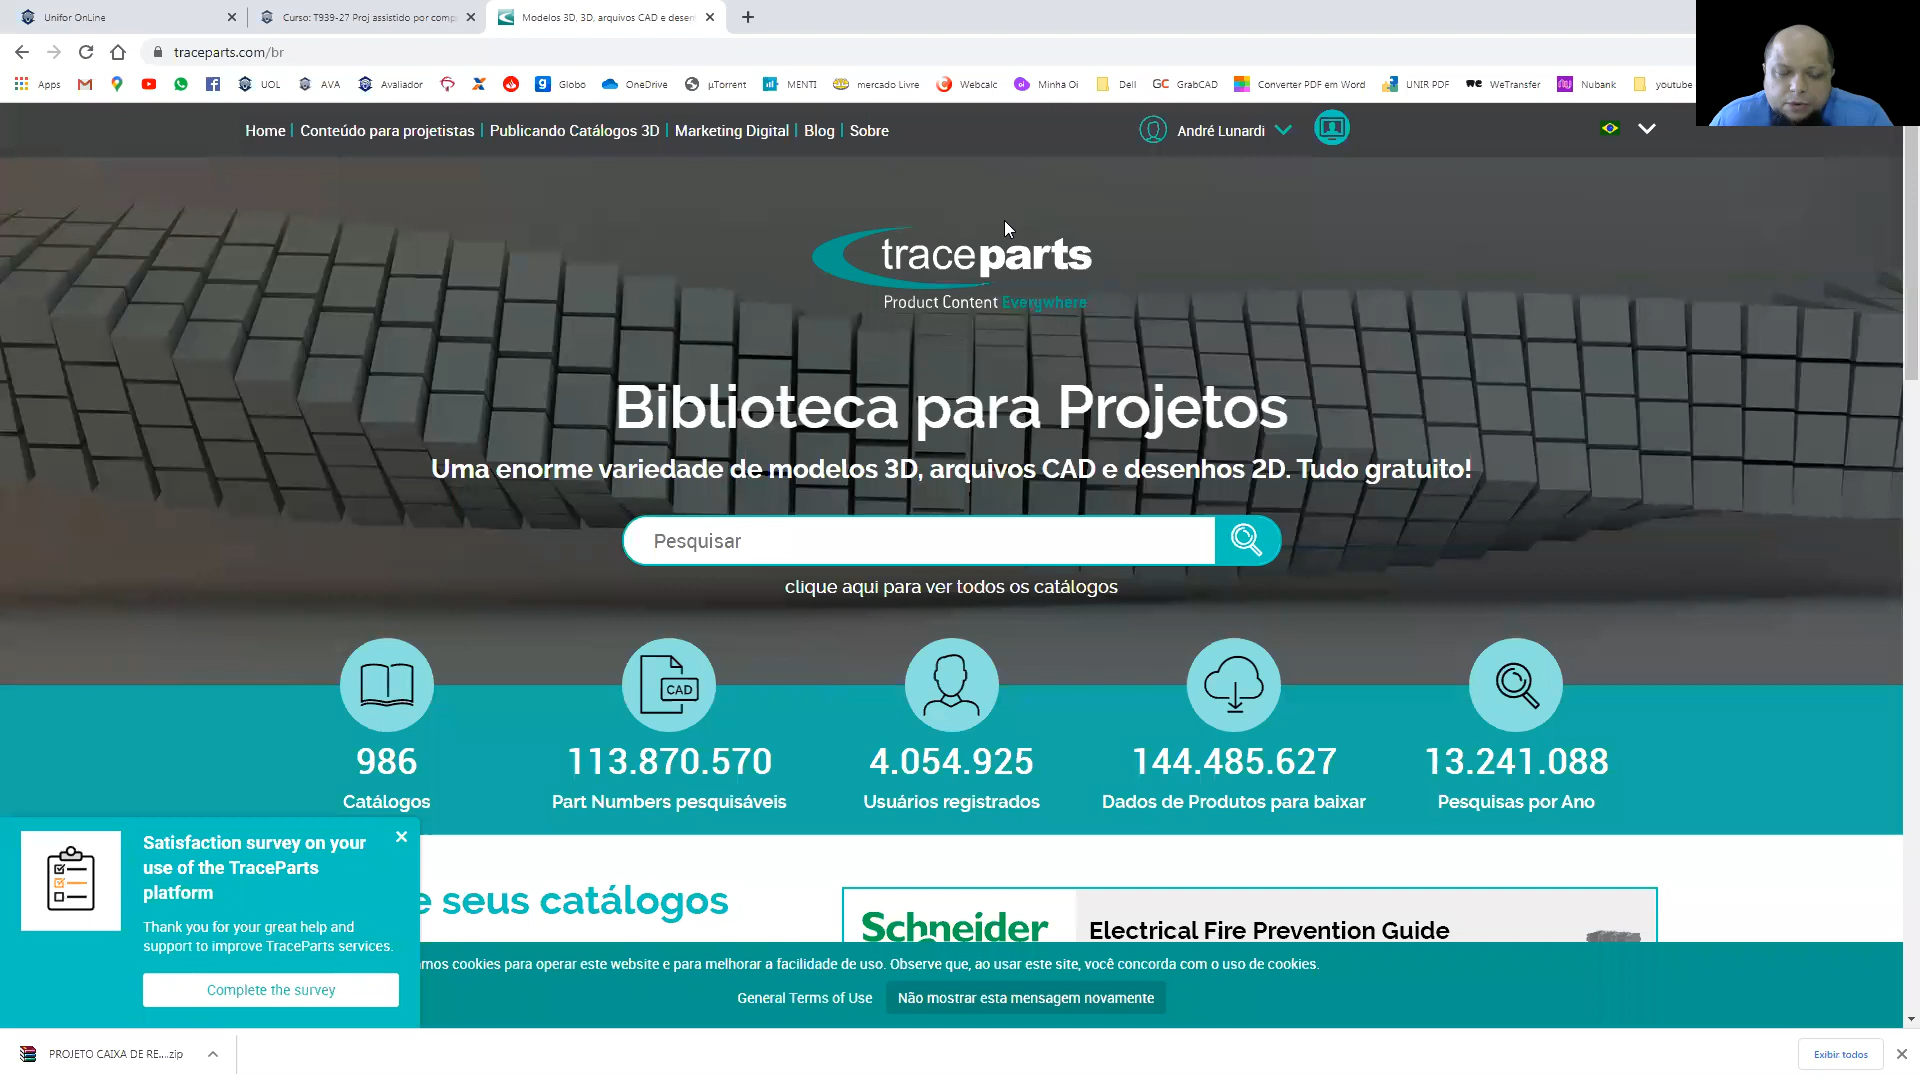 Unifor OnLine
Curso: T939-27 Proj assistido por comp
Modelos 3D, 3D, arquivos CAD e desen
traceparts.com/br
Apps
UOL
AVA
Avaliador
Globo
OneDrive
µTorrent
MENTI
mercado Livre
Webcalc
Minha Oi
Dell
GC GrabCAD
Converter PDF em Word
UNIR PDF
WeTransfer
Nubank
youtube
Home
Conteúdo para projetistas
Publicando Catálogos 3D
Marketing Digital
Blog
Sobre
André Lunardi
traceparts
Product Content Everywhere
Biblioteca para Projetos
Uma enorme variedade de modelos 3D, arquivos CAD e desenhos 2D. Tudo gratuito!
Pesquisar
clique aqui para ver todos os catálogos
CAD
986
113.870.570
4.054.925
144.485.627
13.241.088
Catálogos
Part Numbers pesquisáveis
Usuários registrados
Dados de Produtos para baixar
Pesquisas por Ano
Satisfaction survey on your
use of the TraceParts
platform
Thank you for your great help and
support to improve TraceParts services.
Complete the survey
e seus catálogos
Schneider
Electrical Fire Prevention Guide
mos cookies para operar este website e para melhorar a facilidade de uso. Observe que, ao usar este site, você concorda com o uso de cookies.
General Terms of Use
Não mostrar esta mensagem novamente
PROJETO CAIXA DE RE....zip
Exibir todos